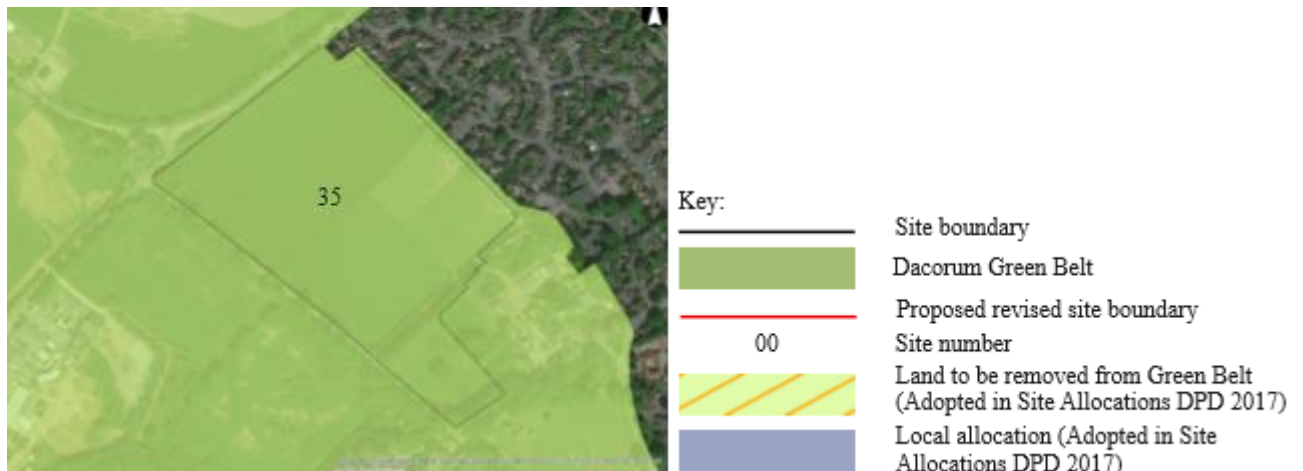 35
Key:
Site boundary
Dacorum Green Belt
Proposed revised site boundary
00
Site number
Land to be removed from Green Belt
(Adopted in Site Allocations DPD 2017)
Local allocation (Adopted in Site
Allocations DPD 2017)